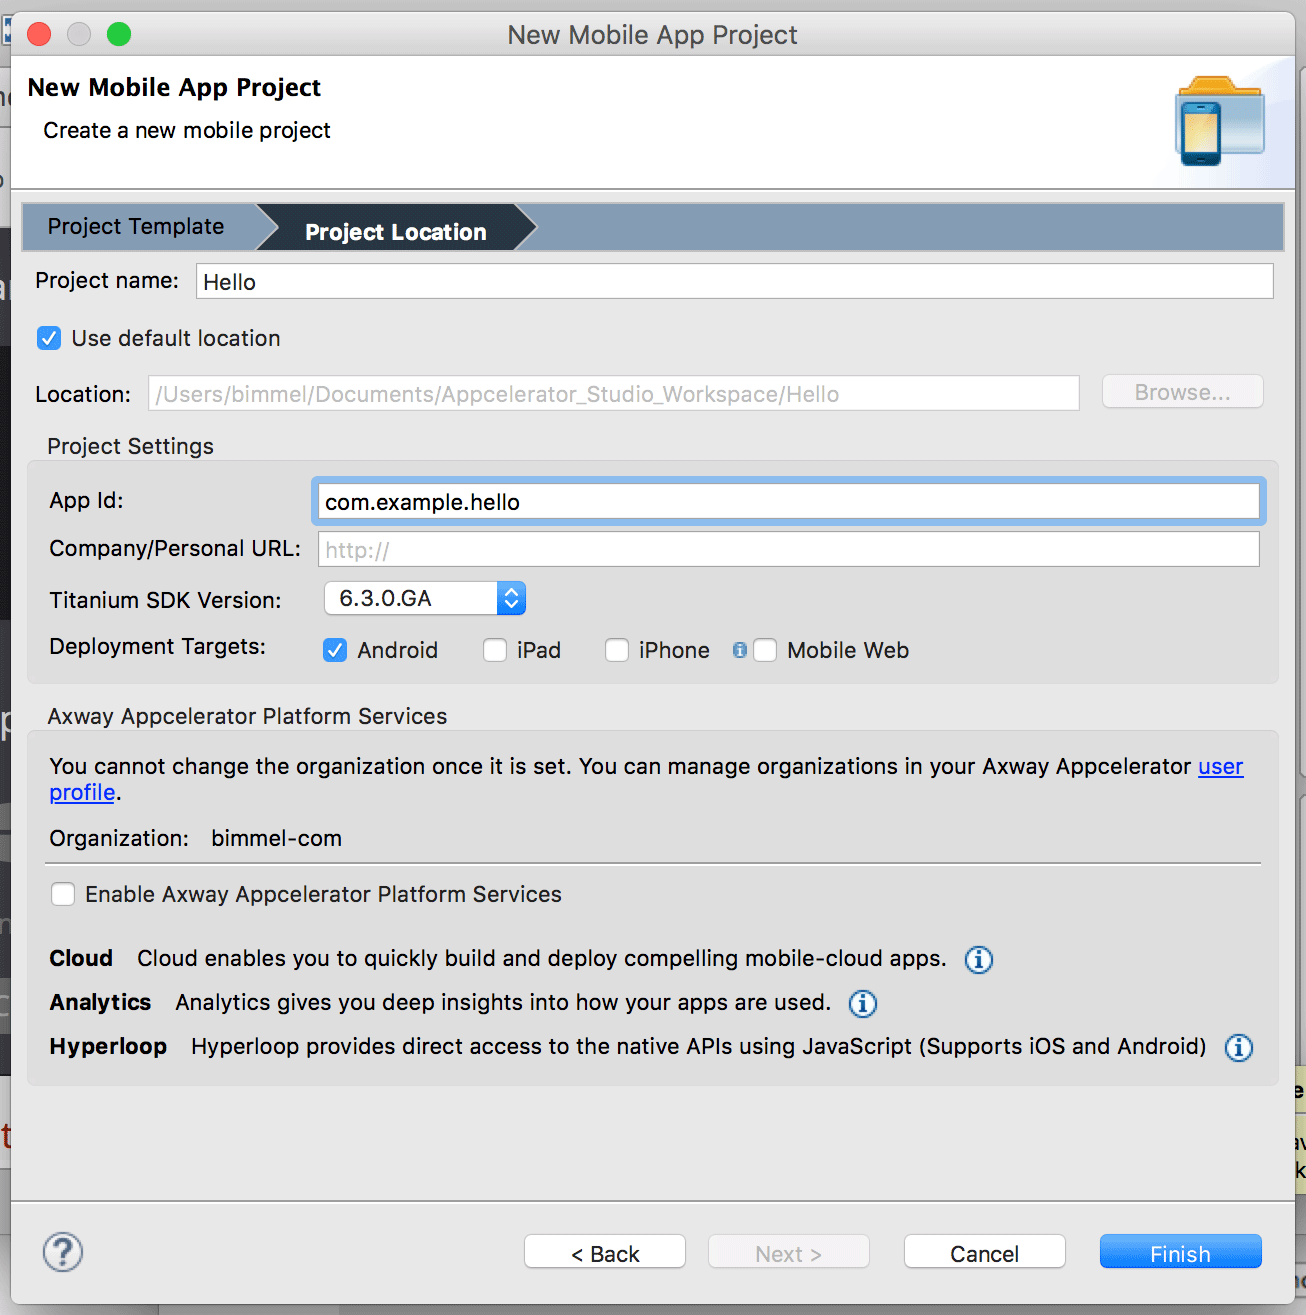 New Mobile App Project
New Mobile App Project
Create a new mobile project
Project Template
Project Location
Project name: Hello
Use default location
Location: /Users/bimmel/Documents/Appcelerator_Studio_Workspace/Hello Browse...
Project Settings
App Id: com.example.hello
Company/Personal URL: http://
Titanium SDK Version: 6.3.0.GA
Deployment Targets: Android iPad iPhone Mobile Web
Axway Appcelerator Platform Services
You cannot change the organization once it is set. You can manage organizations in your Axway Appcelerator user
profile.
Organization: bimmel-com
Enable Axway Appcelerator Platform Services
Cloud Cloud enables you to quickly build and deploy compelling mobile-cloud apps.
Analytics Analytics gives you deep insights into how your apps are used.
Hyperloop Hyperloop provides direct access to the native APIs using JavaScript (Supports iOS and Android)
? < Back Next > Cancel Finish